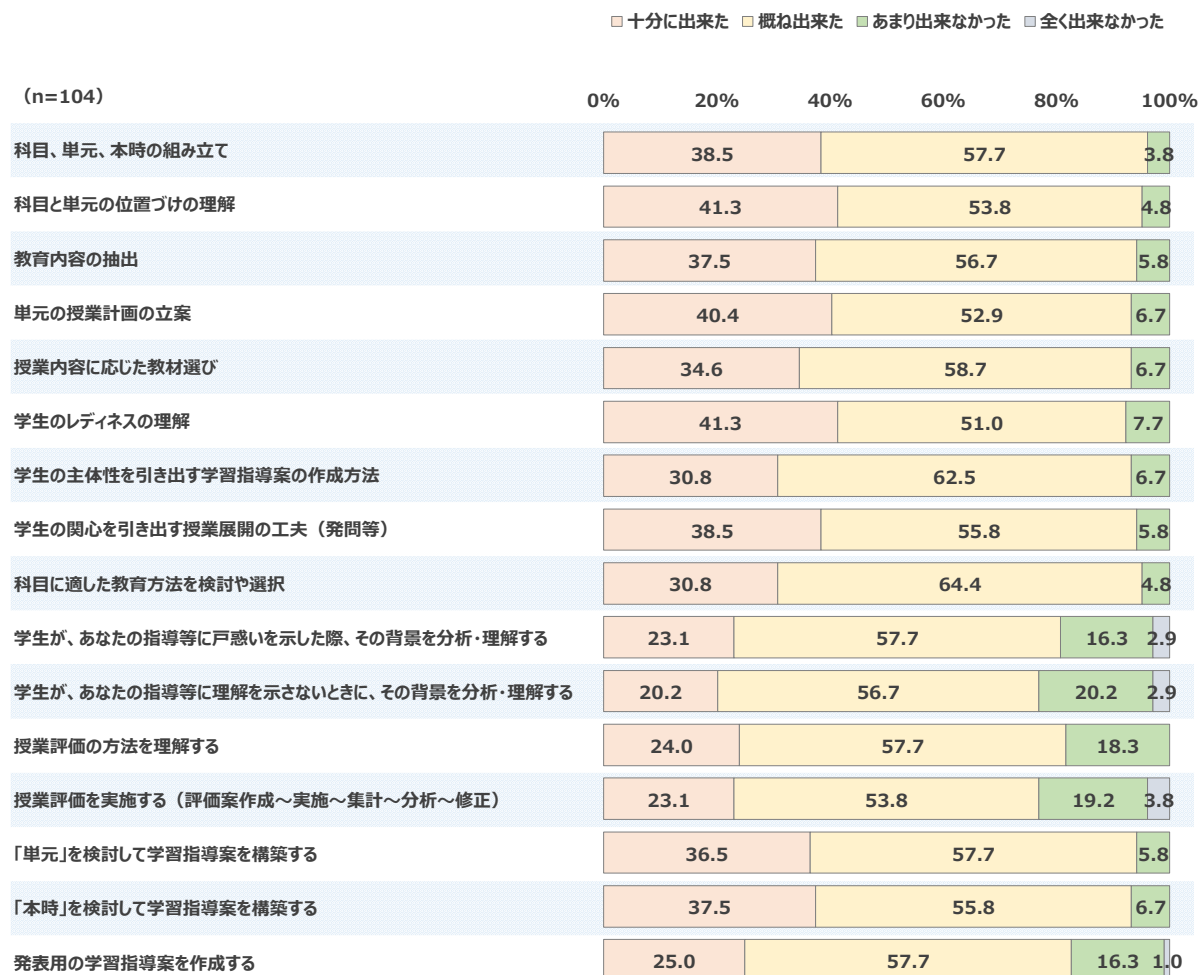 十分に出来た 概ね出来た あまり出来なかった 全く出来なかった
（n=104） 0% 20% 40% 60% 80% 100%
科目、単元、本時の組み立て 38.5 57.7 3.8
科目と単元の位置づけの理解 41.3 53.8 4.8
教育内容の抽出 37.5 56.7 5.8
単元の授業計画の立案 40.4 52.9 6.7
授業内容に応じた教材選び 34.6 58.7 6.7
学生のレディネスの理解 41.3 51.0 7.7
学生の主体性を引き出す学習指導案の作成方法 30.8 62.5 6.7
学生の関心を引き出す授業展開の工夫（発問等） 38.5 55.8 5.8
科目に適した教育方法を検討や選択 30.8 64.4 4.8
学生が、あなたの指導等に戸惑いを示した際、その背景を分析・理解する 23.1 57.7 16.3 2.9
学生が、あなたの指導等に理解を示さないときに、その背景を分析・理解する 20.2 56.7 20.2 2.9
授業評価の方法を理解する 24.0 57.7 18.3
授業評価を実施する（評価案作成～実施～集計～分析～修正） 23.1 53.8 19.2 3.8
「単元」を検討して学習指導案を構築する 36.5 57.7 5.8
「本時」を検討して学習指導案を構築する 37.5 55.8 6.7
発表用の学習指導案を作成する 25.0 57.7 16.3 1.0